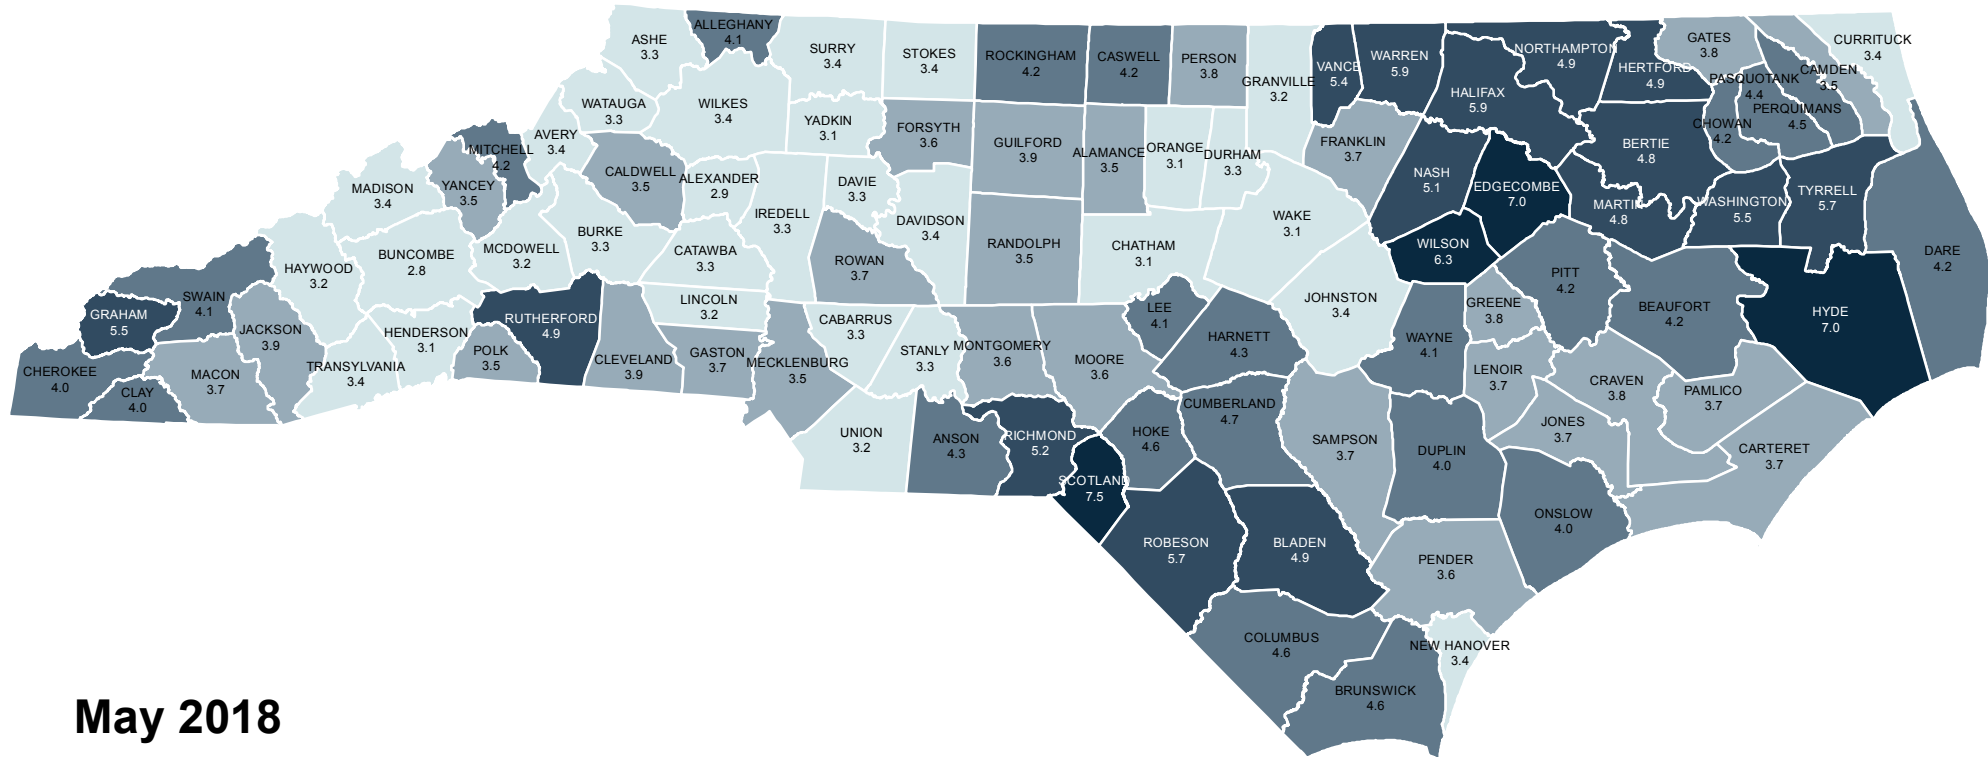 ALLEGHANY
4.1
ASHE
3.3
SURRY
3.4
STOKES
3.4
ROCKINGHAM
4.2
CASWELL
4.2
PERSON
3.8
GRANVILLE
3.2
VANCE
5.4
WARREN
5.9
NORTHAMPTON
4.9
HERTFORD
4.9
GATES
3.8
CURRITUCK
3.4
CAMDEN
3.5
PASQUOTANK
4.4
PERQUIMANS
4.5
CHOWAN
4.2
HALIFAX
5.9
WATAUGA
3.3
WILKES
3.4
YADKIN
3.1
FORSYTH
3.6
GUILFORD
3.9
ALAMANCE
3.5
ORANGE
3.1
DURHAM
3.3
FRANKLIN
3.7
BERTIE
4.8
AVERY
3.4
MITCHELL
4.2
YANCEY
3.5
MADISON
3.4
CALDWELL
3.5
ALEXANDER
2.9
DAVIE
3.3
IREDELL
3.3
NASH
5.1
EDGECOMBE
7.0
MARTIN
4.8
WASHINGTON
5.5
TYRRELL
5.7
DARE
4.2
DAVIDSON
3.4
RANDOLPH
3.5
CHATHAM
3.1
WAKE
3.1
WILSON
6.3
BURKE
3.3
MCDOWELL
3.2
BUNCOMBE
2.8
HAYWOOD
3.2
CATAWBA
3.3
ROWAN
3.7
PITT
4.2
SWAIN
4.1
GRAHAM
5.5
JACKSON
3.9
HENDERSON
3.1
RUTHERFORD
4.9
LINCOLN
3.2
CABARRUS
3.3
LEE
4.1
JOHNSTON
3.4
GREENE
3.8
BEAUFORT
4.2
HYDE
7.0
CHEROKEE
4.0
CLAY
4.0
MACON
3.7
TRANSYLVANIA
3.4
POLK
3.5
CLEVELAND
3.9
GASTON
3.7
MECKLENBURG
3.5
STANLY
3.3
MONTGOMERY
3.6
MOORE
3.6
HARNETT
4.3
WAYNE
4.1
LENOIR
3.7
CRAVEN
3.8
PAMLICO
3.7
JONES
3.7
CARTERET
3.7
UNION
3.2
ANSON
4.3
RICHMOND
5.2
SCOTLAND
7.5
HOKE
4.6
CUMBERLAND
4.7
SAMPSON
3.7
DUPLIN
4.0
ONSLOW
4.0
ROBESON
5.7
BLADEN
4.9
PENDER
3.6
COLUMBUS
4.6
NEW HANOVER
3.4
BRUNSWICK
4.6
May 2018